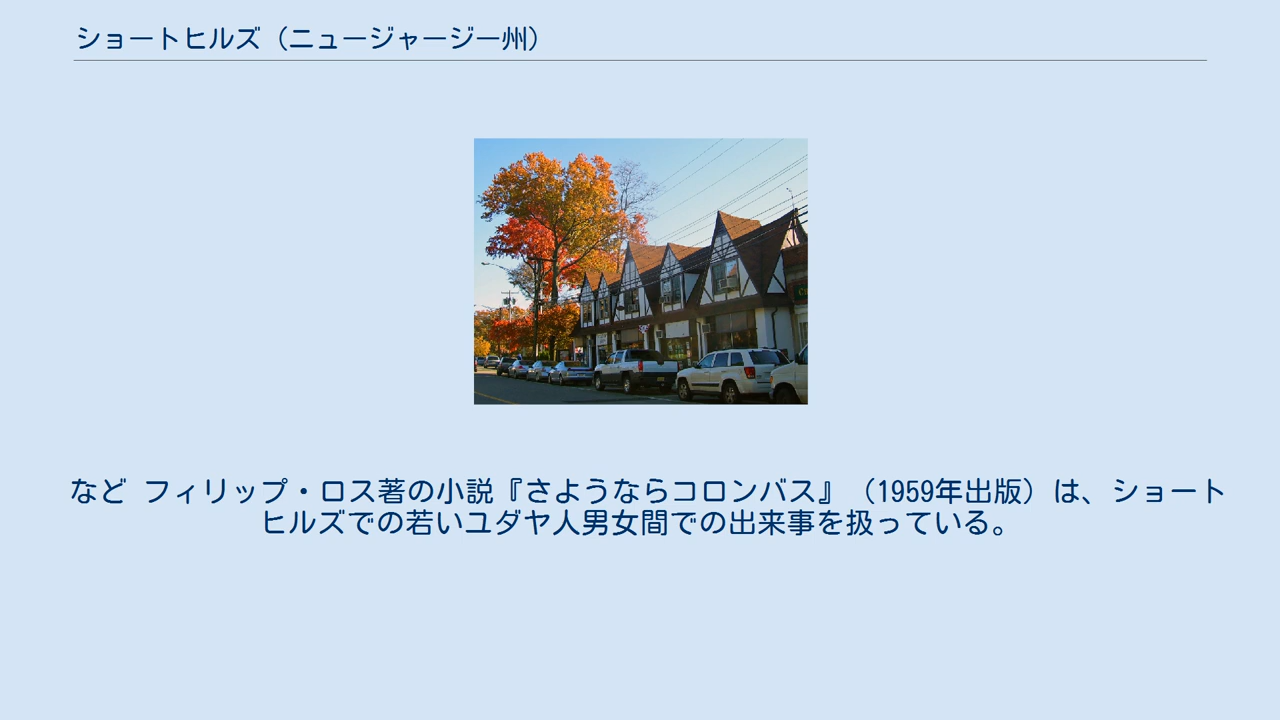 ショートヒルズ（ニュージャージー州）
など フィリップ・ロス著の小説『さようならコロンバス』（1959年出版）は、ショート
ヒルズでの若いユダヤ人男女間での出来事を扱っている。